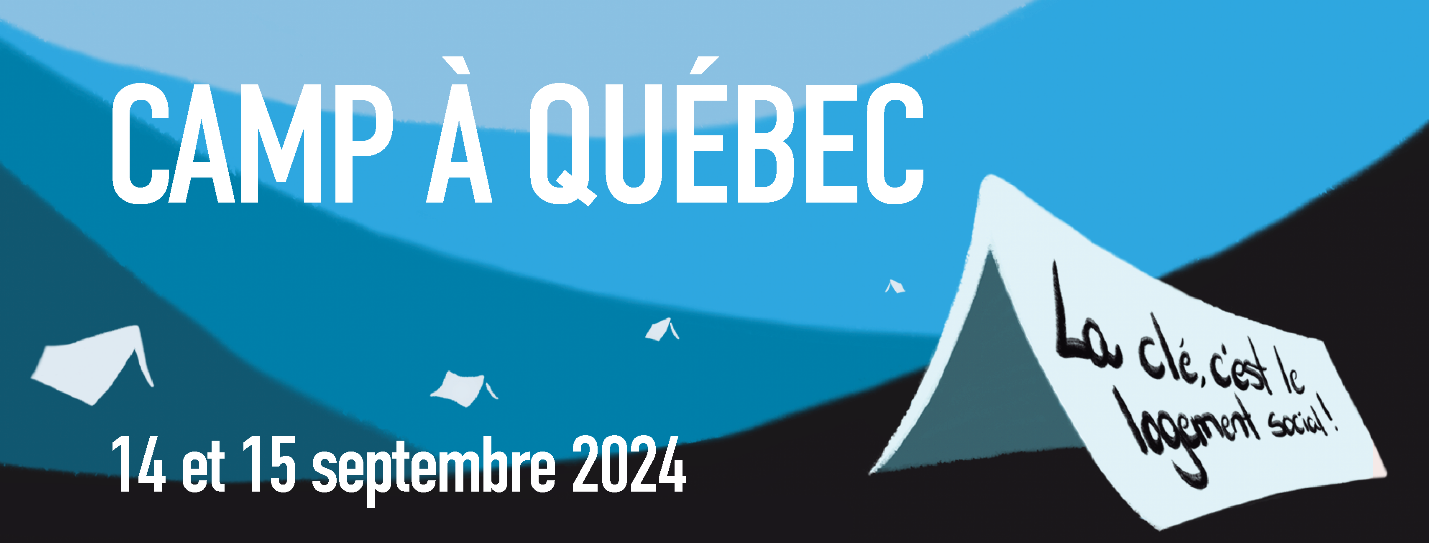 CAMP À QUÉBEC
La clé, c'est le
logement social!
14 et 15 septembre 2024